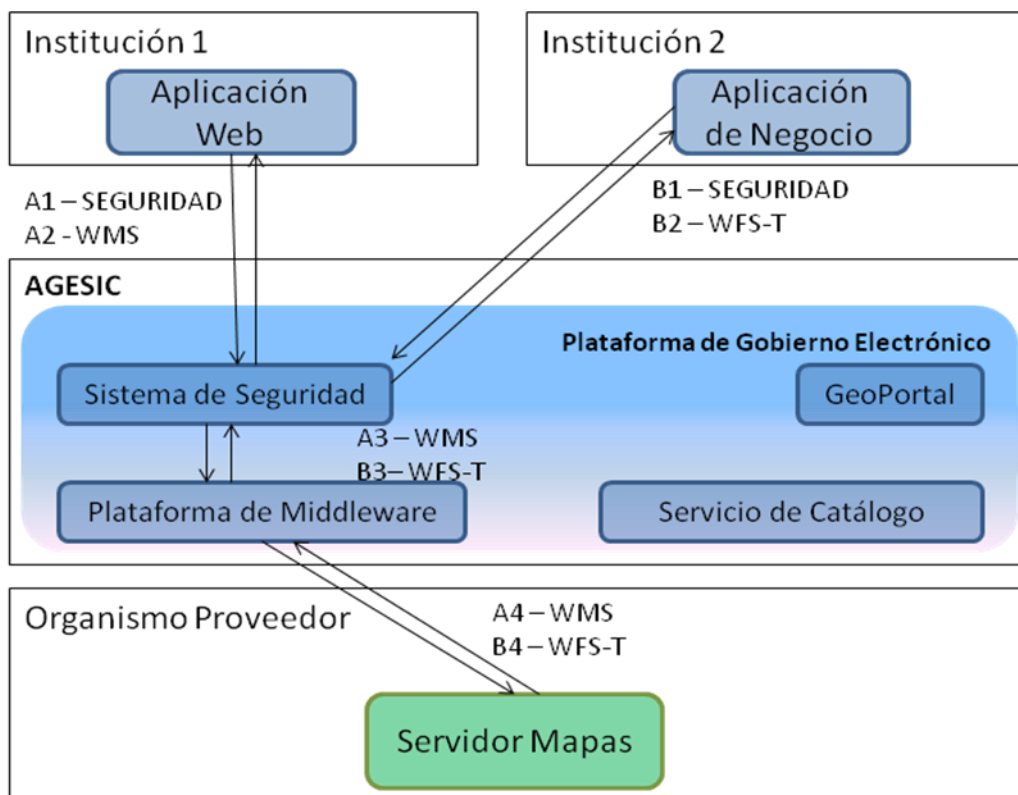 Institución 1
Aplicación
Web
Institución 2
Aplicación
de Negocio
A1 – SEGURIDAD
A2 - WMS
B1 – SEGURIDAD
B2 – WFS-T
AGESIC
Plataforma de Gobierno Electrónico
Sistema de Seguridad
GeoPortal
A3 – WMS
B3– WFS-T
Plataforma de Middleware
Servicio de Catálogo
Organismo Proveedor
A4 – WMS
B4 – WFS-T
Servidor Mapas